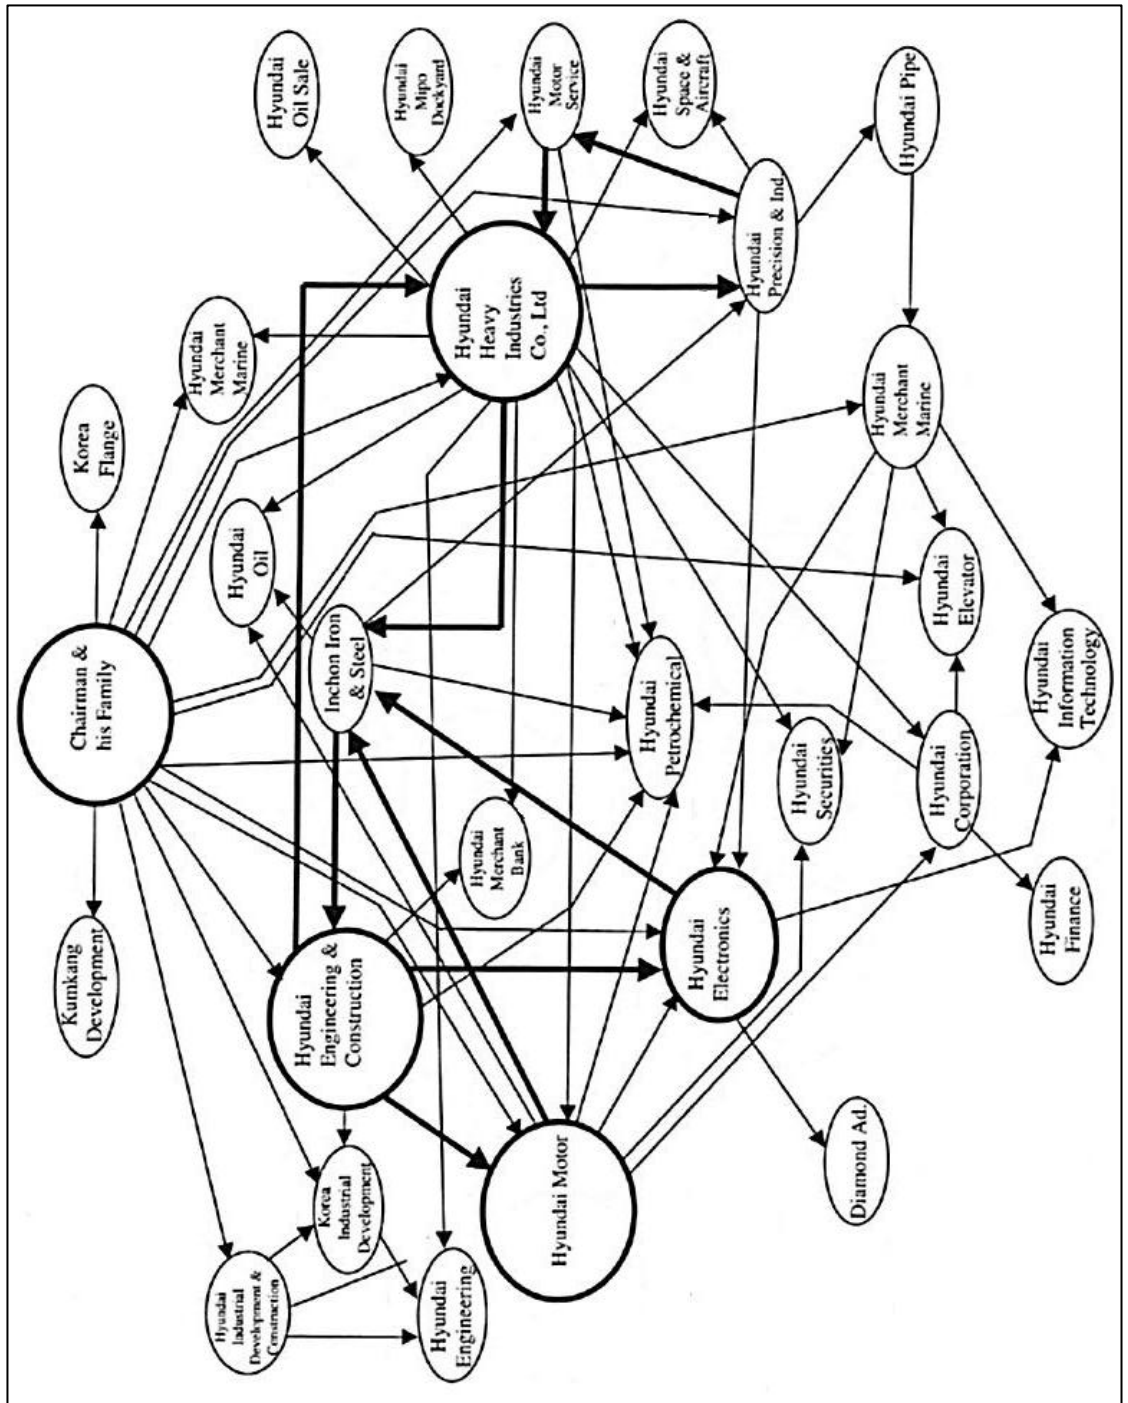 Kumkang
Development
Chairman &
his Family
Korea
Flange
Hyundai
Industrial
Development &
Construction
Hyundai
Oil
Hyundai
Merchant
Marine
Hyundai
Oil Sale
Korea
Industrial
Development
Hyundai
Engineering &
Construction
Inchon Iron
& Steel
Hyundai
Mipo
Dockyard
Hyundai
Engineering
Hyundai
Merchant
Bank
Hyundai
Heavy
Industries
Co., Ltd
Hyundai Motor
Hyundai
Motor
Service
Hyundai
Petrochemical
Hyundai
Space &
Aircraft
Hyundai
Electronics
Hyundai
Precision & Ind.
Hyundai
Securities
Diamond Ad.
Hyundai
Merchant
Marine
Hyundai Pipe
Hyundai
Corporation
Hyundai
Elevator
Hyundai
Finance
Hyundai
Information
Technology